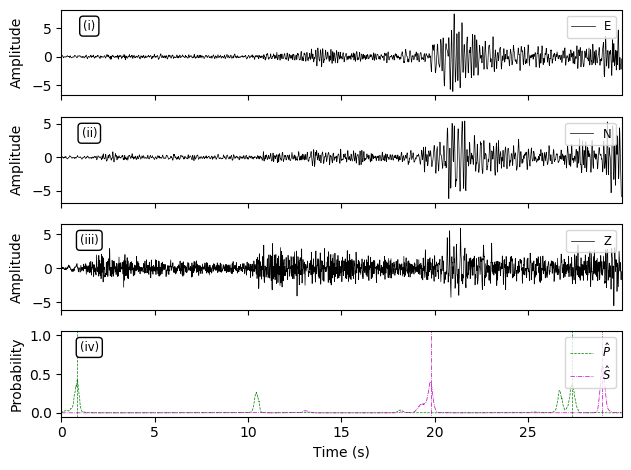 (i)
E
Amplitude
5
0
−5
(ii)
N
Amplitude
5
0
−5
(iii)
Z
Amplitude
5
0
−5
(iv)
P̂
Ŝ
Probability
1.0
0.5
0.0
0 5 10 15 20 25
Time (s)